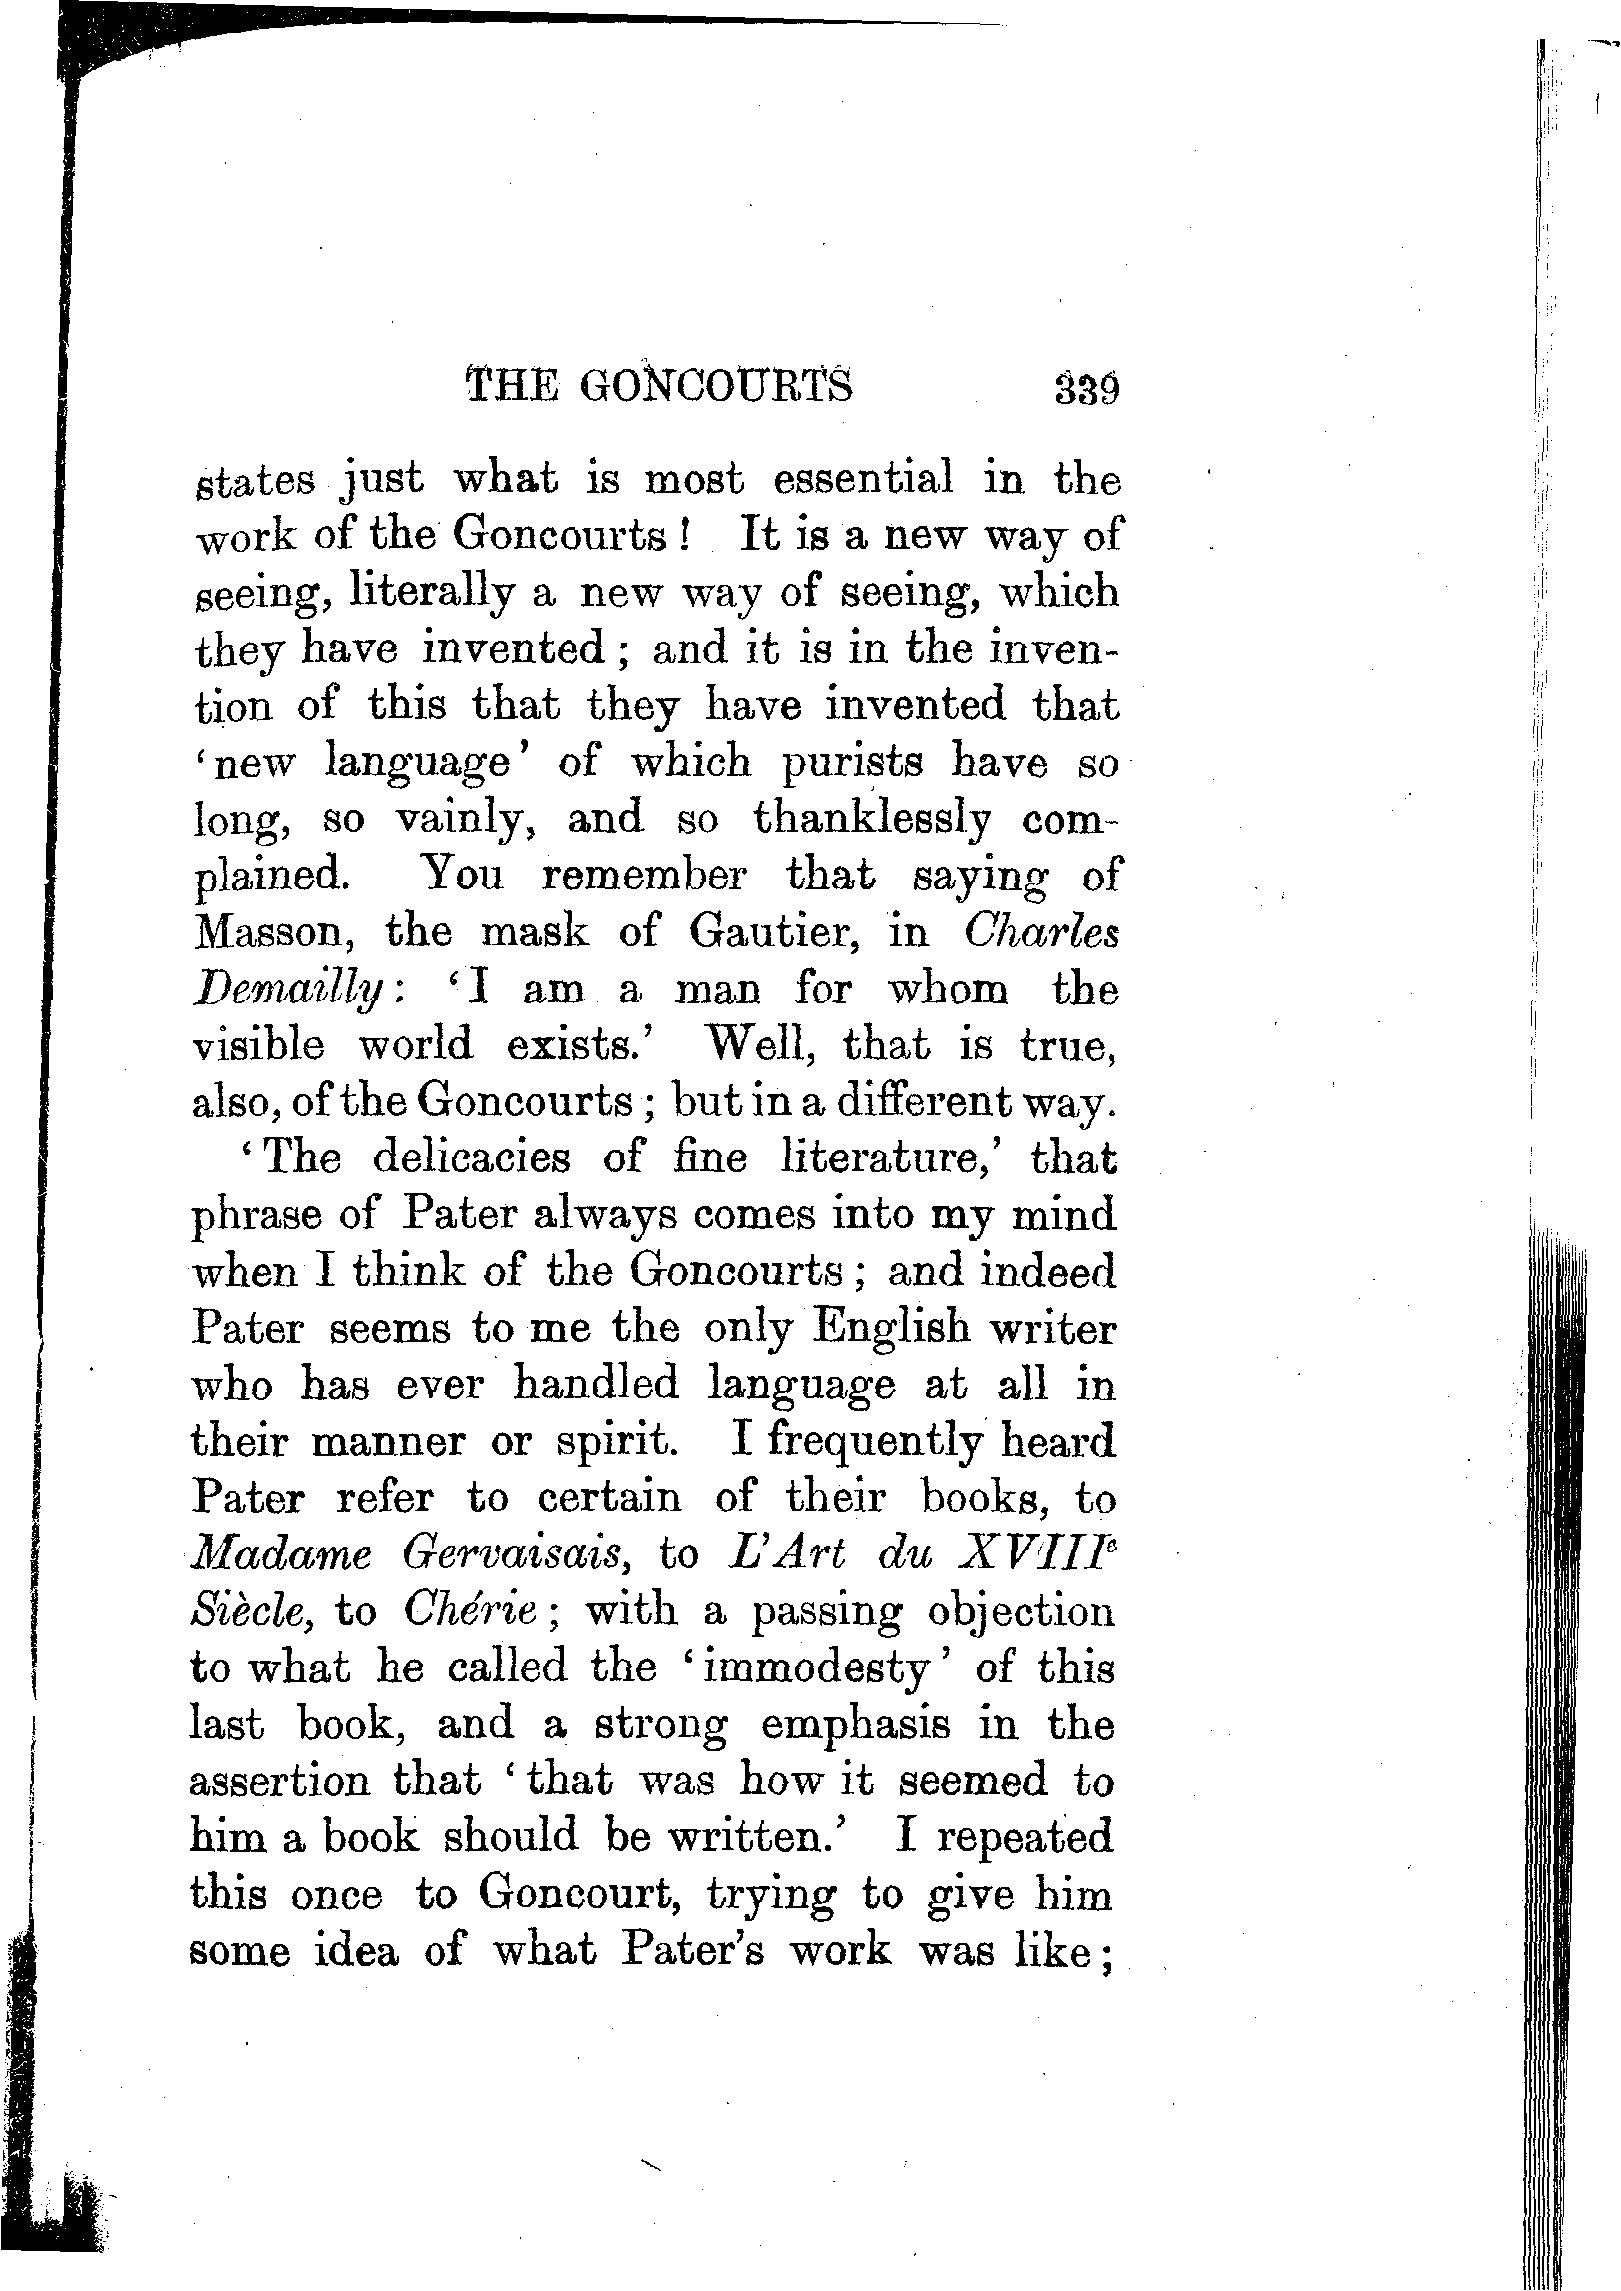 THE GONCOURTS 339
states just what is most essential in the
work of the Goncourts! It is a new way of
seeing, literally a new way of seeing, which
they have invented; and it is in the inven-
tion of this that they have invented that
‘new language’ of which purists have so
long, so vainly, and so thanklessly com-
plained. You remember that saying of
Masson, the mask of Gautier, in Charles
Demailly: ‘I am a man for whom the
visible world exists.’ Well, that is true,
also, of the Goncourts; but in a different way.
‘The delicacies of fine literature,’ that
phrase of Pater always comes into my mind
when I think of the Goncourts; and indeed
Pater seems to me the only English writer
who has ever handled language at all in
their manner or spirit. I frequently heard
Pater refer to certain of their books, to
Madame Gervaisais, to L’Art du XVIIIᵉ
Siècle, to Chérie; with a passing objection
to what he called the ‘immodesty’ of this
last book, and a strong emphasis in the
assertion that ‘that was how it seemed to
him a book should be written.’ I repeated
this once to Goncourt, trying to give him
some idea of what Pater’s work was like;